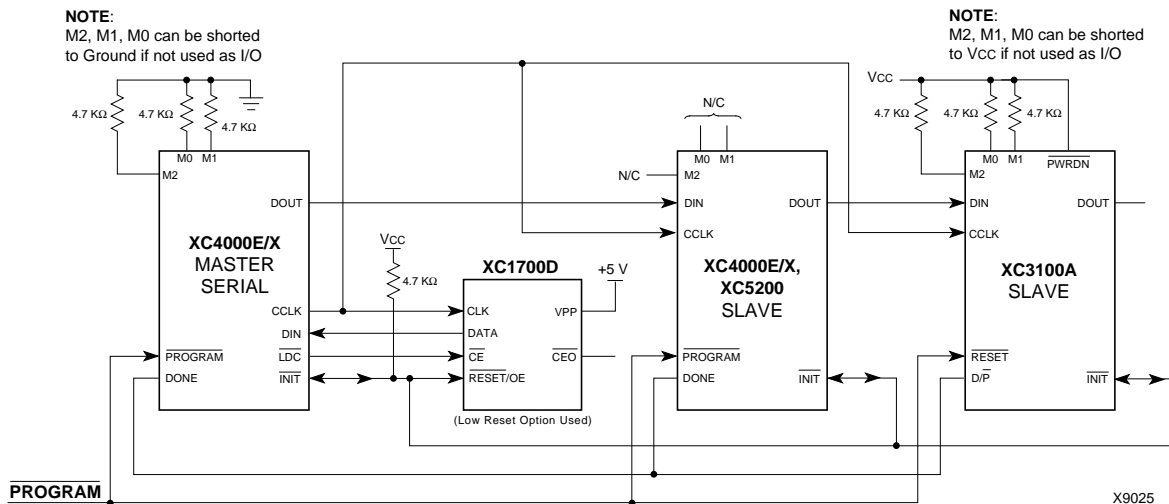 NOTE:
M2, M1, M0 can be shorted
to Ground if not used as I/O
NOTE:
M2, M1, M0 can be shorted
to VCC if not used as I/O
4.7 KΩ
4.7 KΩ
4.7 KΩ
M0 M1
M2
DOUT
XC4000E/X
MASTER
SERIAL
CCLK
DIN
PROGRAM
LDC
DONE
INIT
VCC
4.7 KΩ
XC1700D
+5 V
CLK
VPP
DATA
CE
CEO
RESET/OE
(Low Reset Option Used)
N/C
M0 M1
N/C
M2
DIN
DOUT
CCLK
XC4000E/X,
XC5200
SLAVE
PROGRAM
DONE
INIT
VCC
4.7 KΩ
4.7 KΩ
4.7 KΩ
M0 M1
PWRDN
M2
DIN
DOUT
CCLK
XC3100A
SLAVE
RESET
D/P
INIT
PROGRAM
X9025